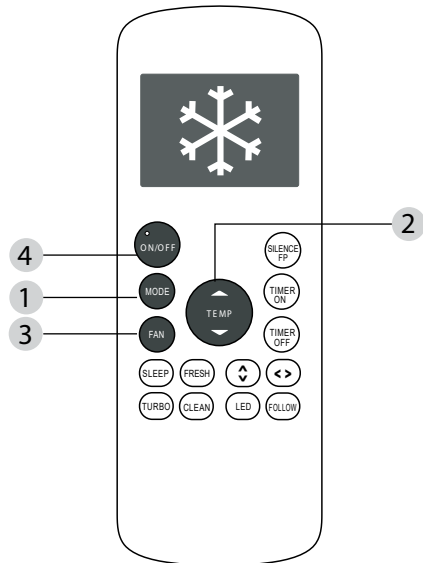 ON/OFF
SILENCE
FP
2
4
MODE
TEMP
TIMER
ON
1
FAN
TIMER
OFF
3
SLEEP FRESH
TURBO CLEAN LED FOLLOW